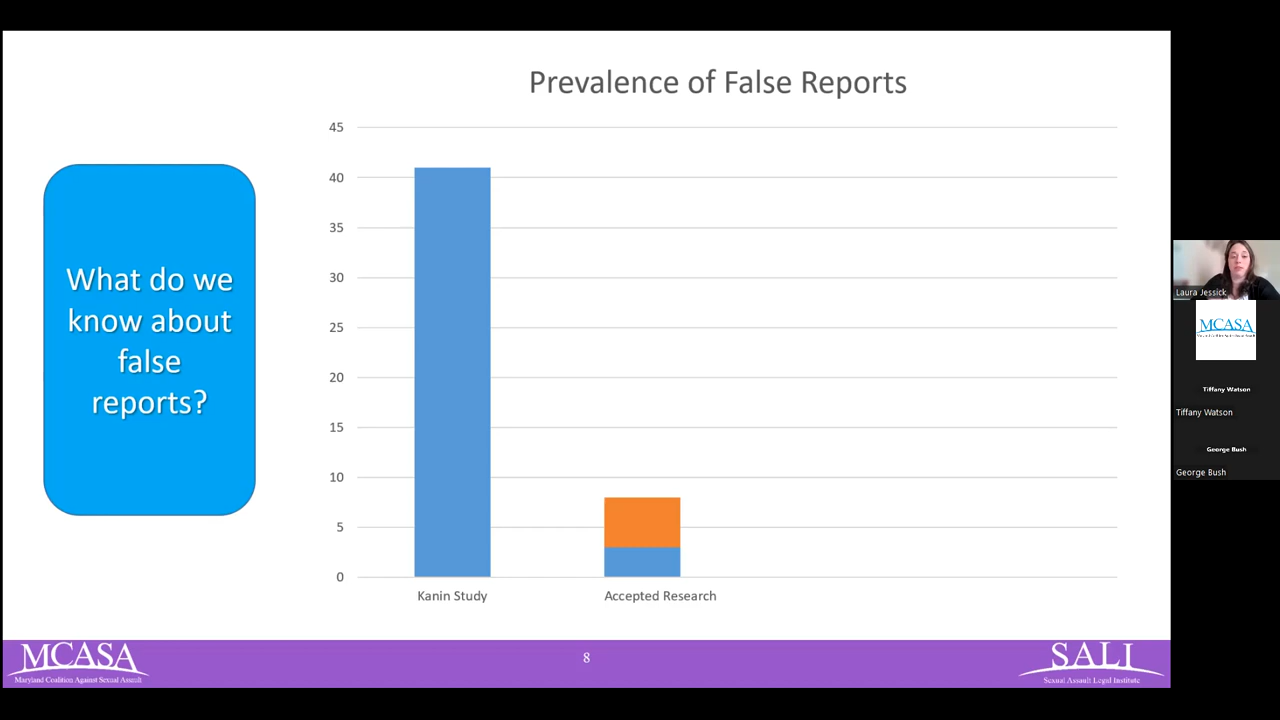 Prevalence of False Reports
What do we
know about
false
reports?
45
40
35
30
25
20
15
10
5
0
Kanin Study
Accepted Research
MCASA
Maryland Coalition Against Sexual Assault
8
SALI
Sexual Assault Legal Institute
Laura Jessick
MCASA
Tiffany Watson
Tiffany Watson
George Bush
George Bush